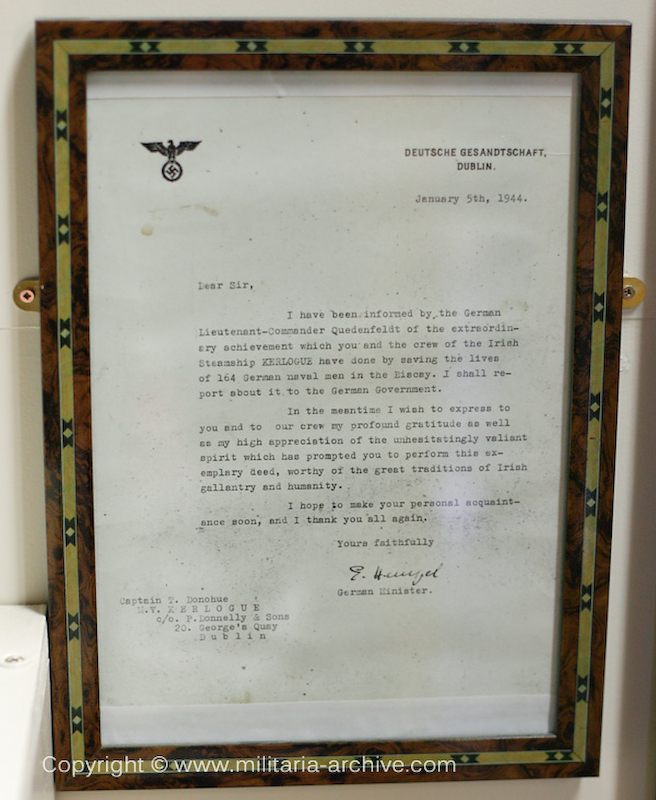 DEUTSCHE GESANDTSCHAFT,
DUBLIN.
January 5th, 1944.
Dear Sir,
I have been informed by the German
Lieutenant-Commander Quedenfeldt of the extraordin-
ary achievement which you and the crew of the Irish
Steamship KERLOGUE have done by saving the lives
of 164 German naval men in the Biscay. I shall re-
port about it to the German Government.
In the meantime I wish to express to
you and to our crew my profound gratitude as well
as my high appreciation of the unhesitatingly valiant
spirit which has prompted you to perform this ex-
emplary deed, worthy of the great traditions of Irish
gallantry and humanity.
I hope to make your personal acquaint-
ance soon, and I thank you all again.
Yours faithfully
E. Hempel
German Minister.
Captain T. Donohue
M.V. KERLOGUE
c/o. P.Donnelly & Sons
20. George's Quay
Dublin
Copyright © www.militaria-archive.com